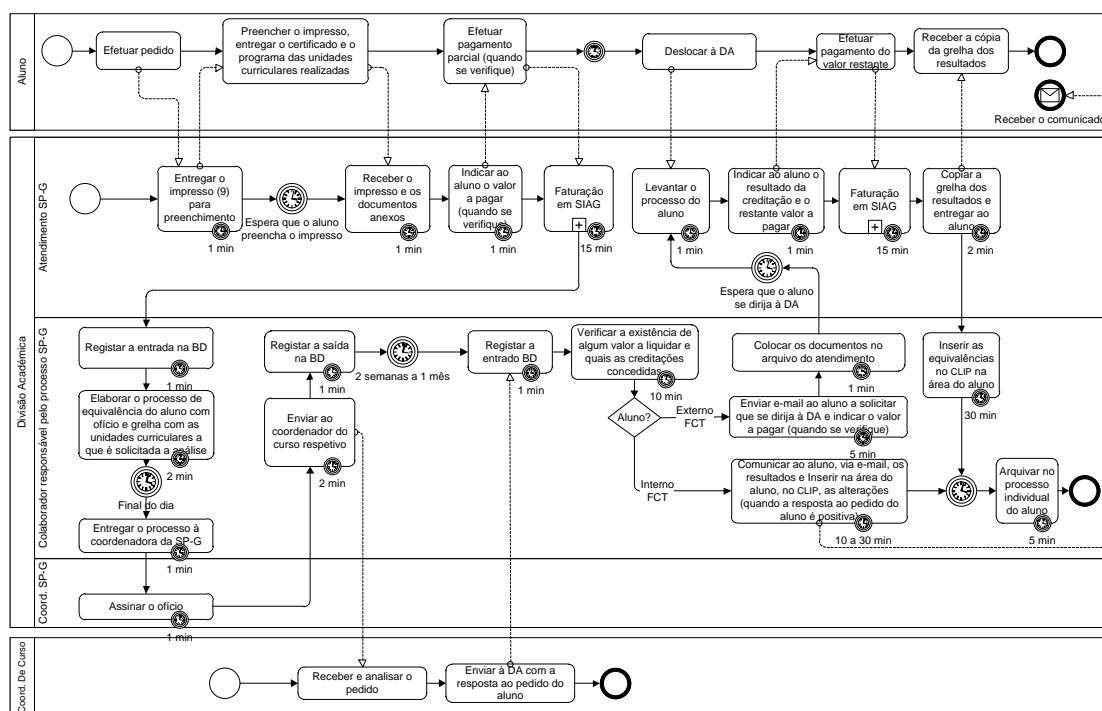 Aluno
Efetuar pedido
Preencher o impresso,
entregar o certificado e o
programa das unidades
curriculares realizadas
Efetuar
pagamento
parcial (quando
se verifique)
Deslocar à DA
Efetuar
pagamento do
valor restante
Receber a cópia
da grelha dos
resultados
Receber o comunicado
Divisão Académica
Atendimento SP-G
Entregar o
impresso (9) para
preenchimento
1 min
Espera que o aluno
preencha o impresso
Receber o
impresso e os
documentos
anexos
1 min
Indicar ao
aluno o valor
a pagar
(quando se
verifique)
1 min
Faturação
em SIAG
15 min
Levantar o
processo do
aluno
1 min
Indicar ao aluno o
resultado da
creditação e o
restante valor a
pagar
1 min
Faturação
em SIAG
15 min
Copiar a
grelha dos
resultados e
entregar ao
aluno
2 min
Espera que o aluno
se dirija à DA
Colaborador responsável pelo processo SP-G
Registar a entrada na BD
1 min
Elaborar o processo de
equivalência do aluno com
ofício e grelha com as
unidades curriculares a
que é solicitada a análise
2 min
Final do dia
Entregar o processo à
coordenadora da SP-G
1 min
Registar a saída
na BD
1 min
Enviar ao
coordenador do
curso respetivo
2 min
2 semanas a 1 mês
Registar a
entrado BD
1 min
Verificar a existência de
algum valor a liquidar e
quais as creditações
concedidas
10 min
Aluno?
Externo
FCT
Interno
FCT
Colocar os documentos no
arquivo do atendimento
1 min
Enviar e-mail ao aluno a solicitar
que se dirija à DA e indicar o valor
a pagar (quando se verifique)
5 min
Comunicar ao aluno, via e-mail, os
resultados e Inserir na área do
aluno, no CLIP, as alterações
(quando a resposta ao pedido do
aluno é positiva)
10 a 30 min
Inserir as
equivalências
no CLIP na
área do aluno
30 min
Arquivar no
processo
individual
do aluno
5 min
Coord. SP-G
Assinar o ofício
1 min
Coord. De Curso
Receber e analisar o
pedido
Enviar à DA com a
resposta ao pedido do
aluno